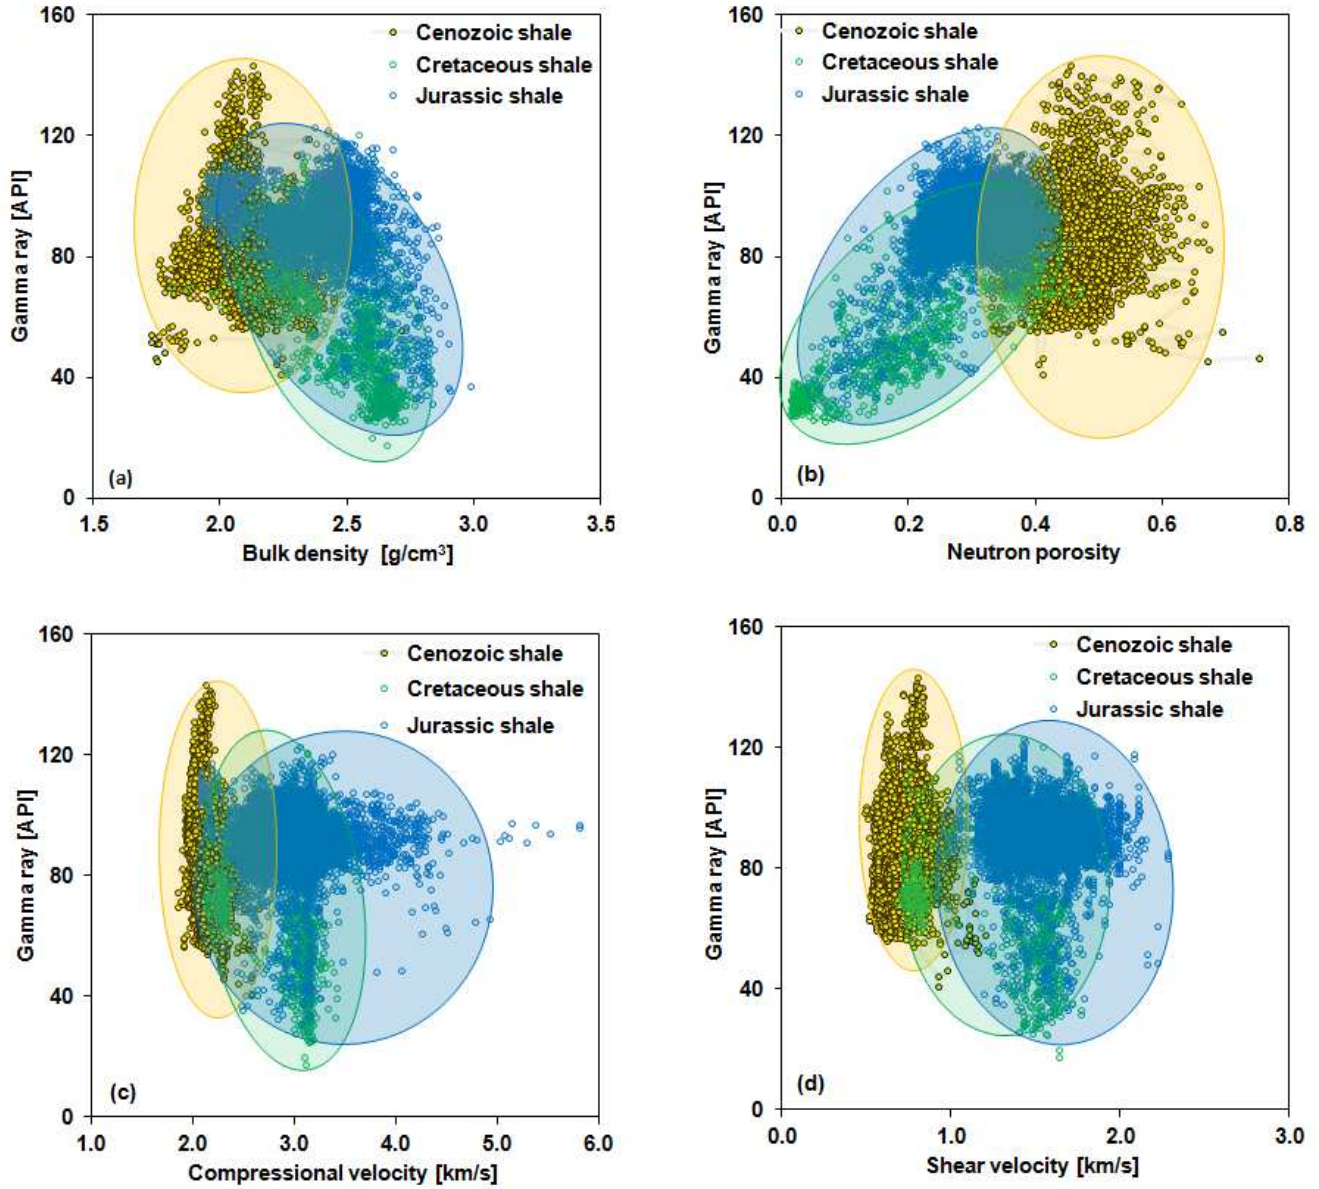 160
120
80
40
0
Gamma ray [API]
Cenozoic shale
Cretaceous shale
Jurassic shale
(a)
1.5 2.0 2.5 3.0 3.5
Bulk density [g/cm³]
160
120
80
40
0
Gamma ray [API]
Cenozoic shale
Cretaceous shale
Jurassic shale
(b)
0.0 0.2 0.4 0.6 0.8
Neutron porosity
160
120
80
40
0
Gamma ray [API]
Cenozoic shale
Cretaceous shale
Jurassic shale
(c)
1.0 2.0 3.0 4.0 5.0 6.0
Compressional velocity [km/s]
160
120
80
40
0
Gamma ray [API]
Cenozoic shale
Cretaceous shale
Jurassic shale
(d)
0.0 1.0 2.0 3.0
Shear velocity [km/s]